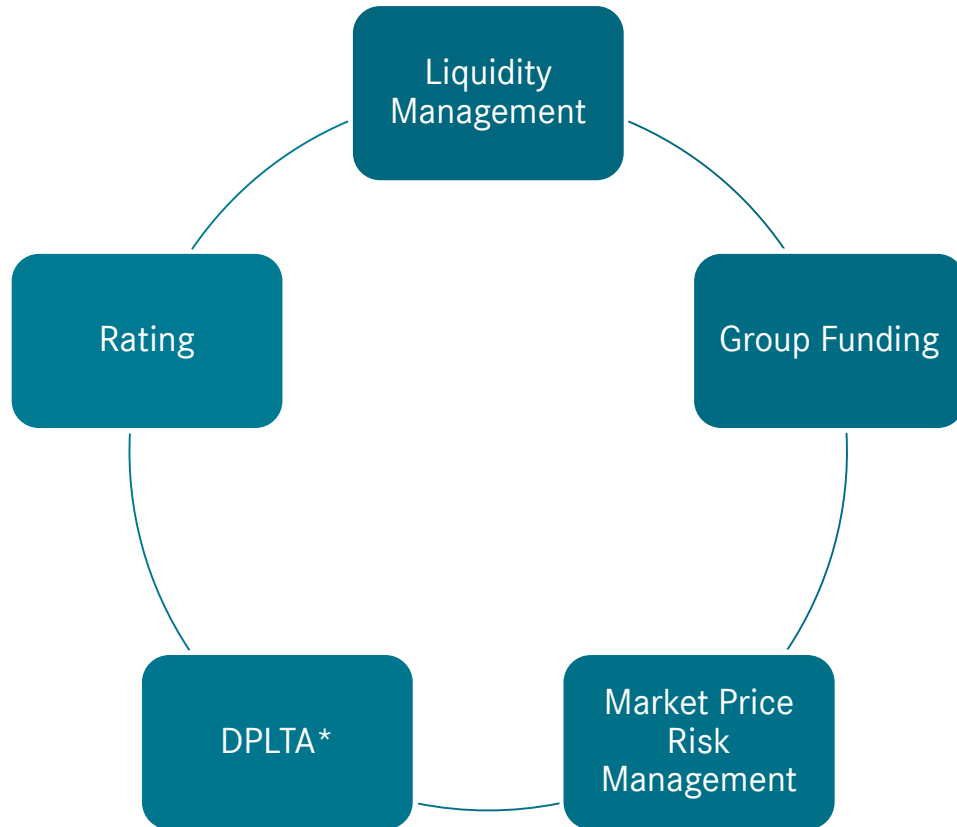 Liquidity
Management
Rating
Group Funding
DPLTA*
Market Price
Risk
Management